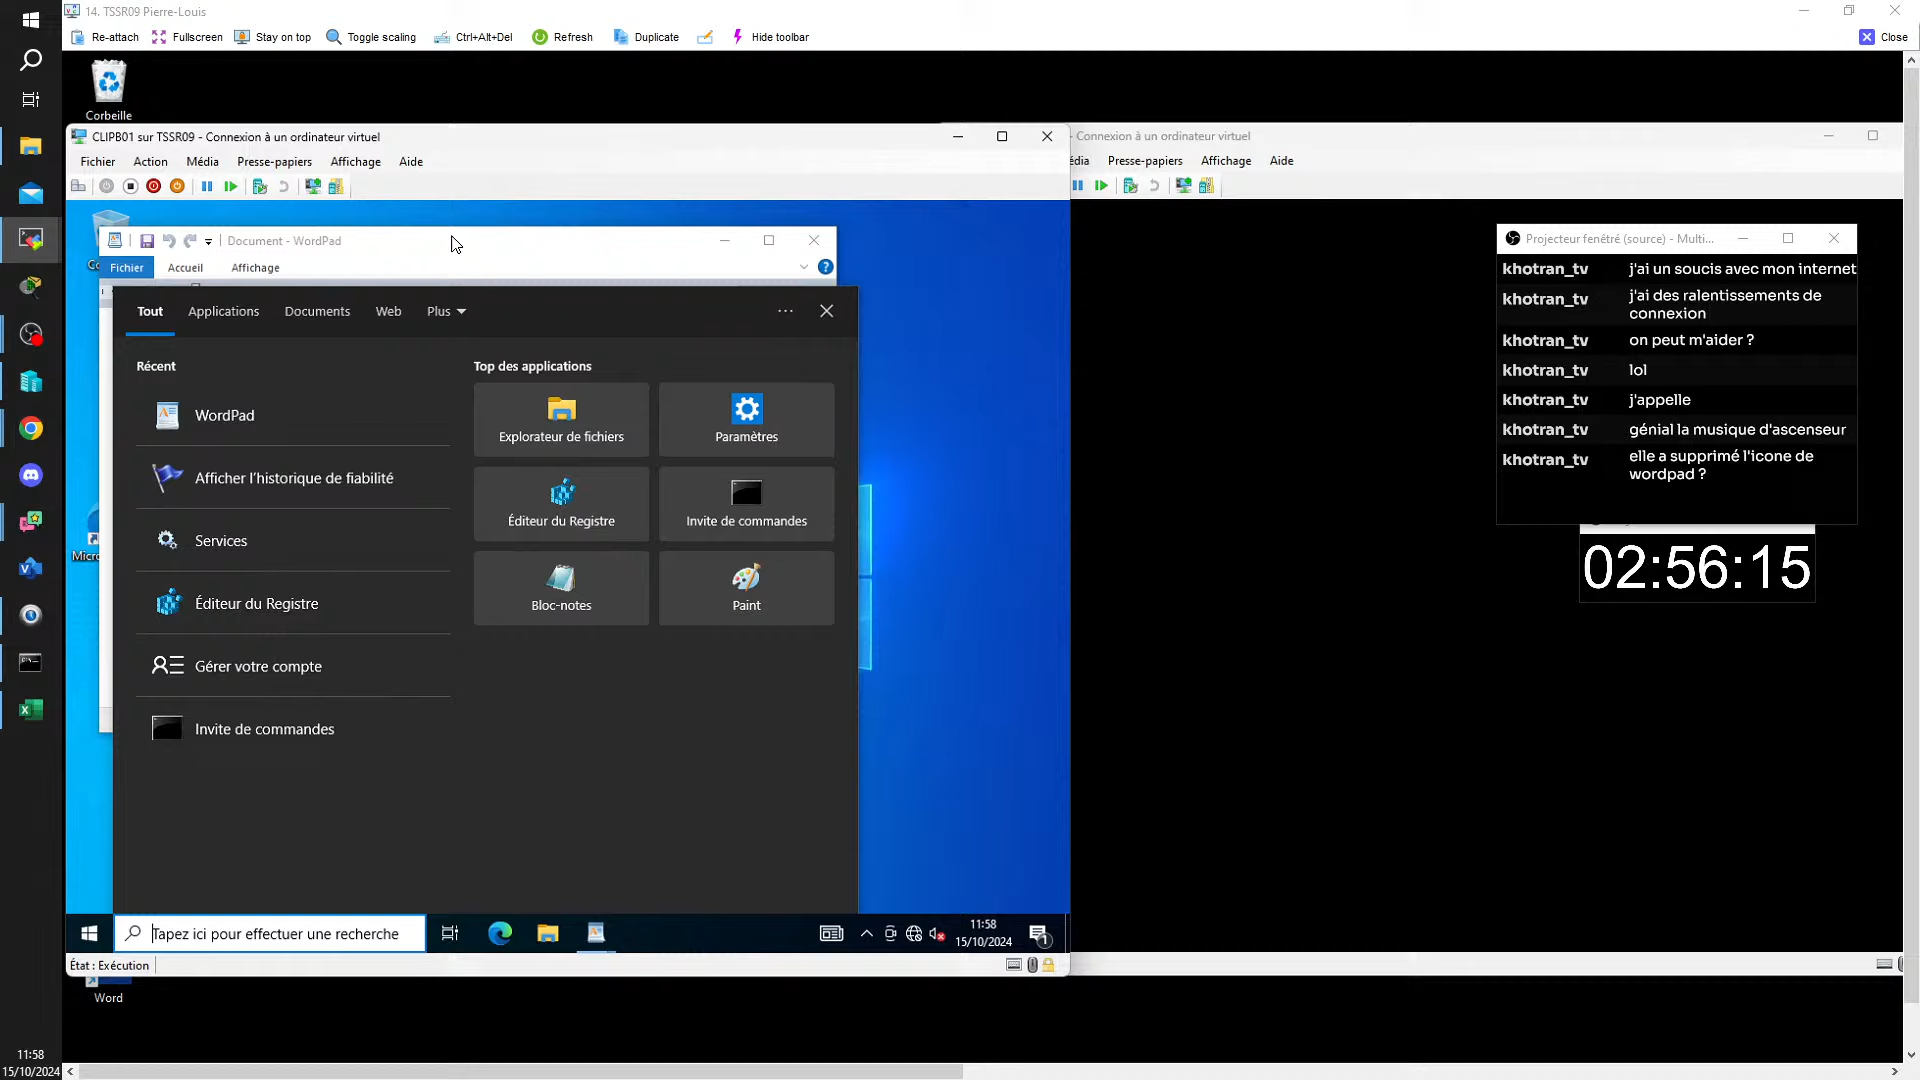 14. TSSR09 Pierre-Louis
Re-attach Fullscreen Stay on top Toggle scaling Ctrl+Alt+Del Refresh Duplicate Hide toolbar Close
Corbeille
CLIPB01 sur TSSR09 - Connexion à un ordinateur virtuel
Fichier Action Média Presse-papiers Affichage Aide
- Connexion à un ordinateur virtuel
édia Presse-papiers Affichage Aide
Document - WordPad
Fichier Accueil Affichage
Tout Applications Documents Web Plus
Récent
WordPad
Afficher l'historique de fiabilité
Services
Éditeur du Registre
Gérer votre compte
Invite de commandes
Top des applications
Explorateur de fichiers
Paramètres
Éditeur du Registre
Invite de commandes
Bloc-notes
Paint
Micro
Tapez ici pour effectuer une recherche
11:58
15/10/2024
1
État : Exécution
Word
Projecteur fenêtré (source) - Multi...
khotran_tv j'ai un soucis avec mon internet
khotran_tv j'ai des ralentissements de
connexion
khotran_tv on peut m'aider ?
khotran_tv lol
khotran_tv j'appelle
khotran_tv génial la musique d'ascenseur
khotran_tv elle a supprimé l'icone de
wordpad ?
02:56:15
11:58
15/10/2024